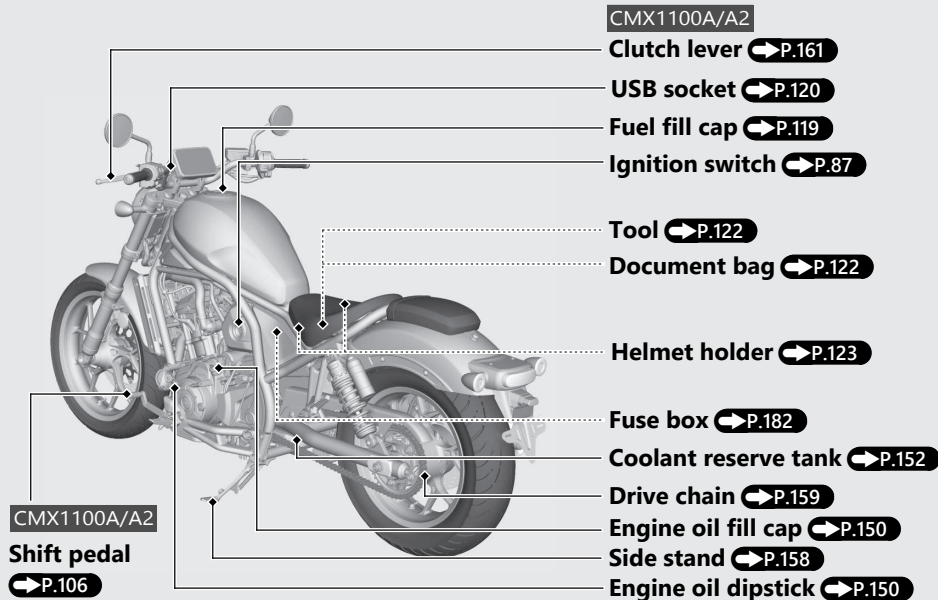 CMX1100A/A2
Clutch lever P.161
USB socket P.120
Fuel fill cap P.119
Ignition switch P.87
Tool P.122
Document bag P.122
Helmet holder P.123
Fuse box P.182
Coolant reserve tank P.152
Drive chain P.159
Engine oil fill cap P.150
Side stand P.158
Engine oil dipstick P.150
CMX1100A/A2
Shift pedal
P.106